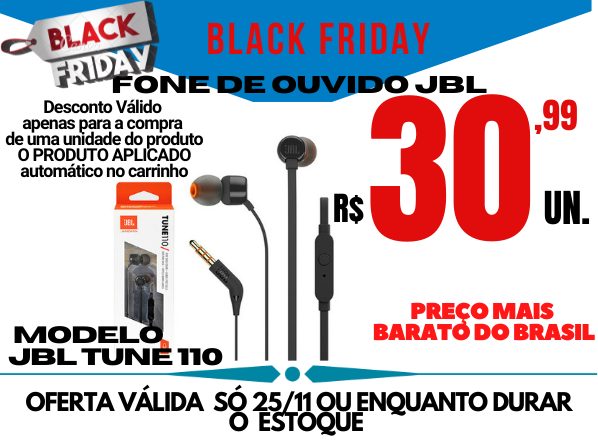 BLACK
FRIDAY
BLACK FRIDAY
FONE DE OUVIDO JBL
Desconto Válido
apenas para a compra
de uma unidade do produto
O PRODUTO APLICADO
automático no carrinho
R$ 30,99 UN.
JBL
TUNE110
JBL
PREÇO MAIS
BARATO DO BRASIL
MODELO
JBL TUNE 110
OFERTA VÁLIDA SÓ 25/11 OU ENQUANTO DURAR
O ESTOQUE